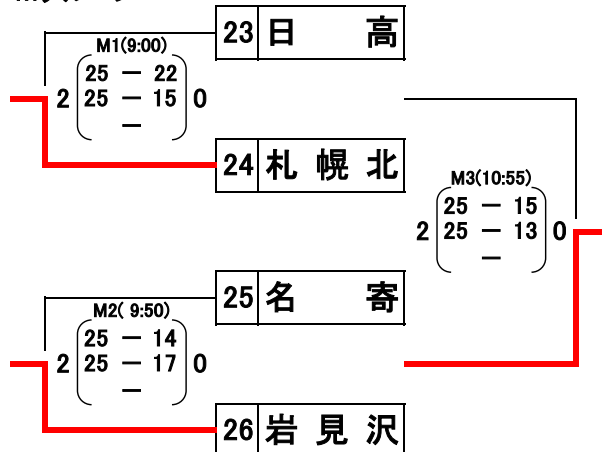 23 日 高
M1(9:00)
25 ー 22
2 25 ー 15 0
ー
24 札 幌 北
M3(10:55)
25 ー 15
2 25 ー 13 0
ー
25 名 寄
M2( 9:50)
25 ー 14
2 25 ー 17 0
ー
26 岩 見 沢